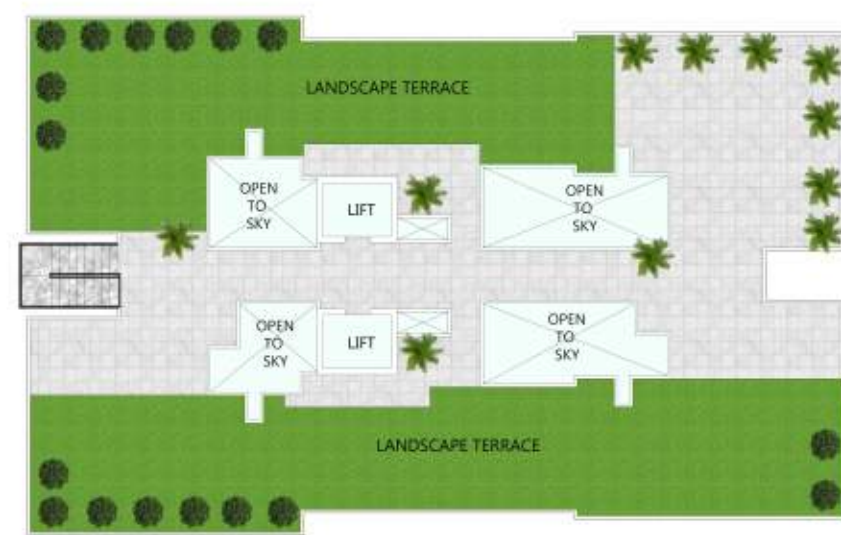 LANDSCAPE TERRACE
OPEN
TO
SKY
LIFT
OPEN
TO
SKY
OPEN
TO
SKY
LIFT
OPEN
TO
SKY
LANDSCAPE TERRACE